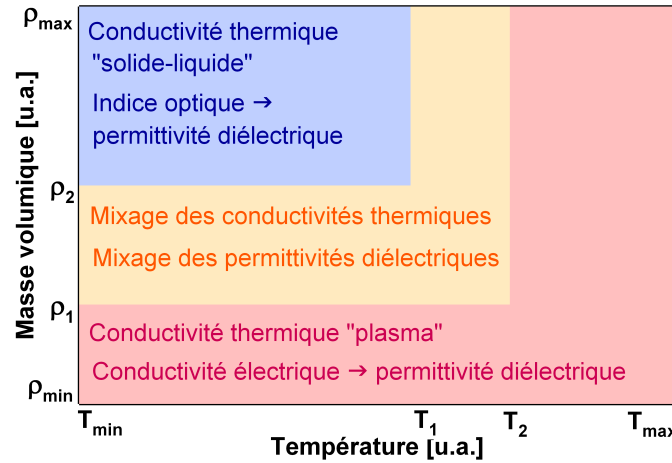 ρmax
Conductivité thermique
"solide-liquide"
Indice optique →
permittivité diélectrique
ρ2
Mixage des conductivités thermiques
Mixage des permittivités diélectriques
ρ1
Conductivité thermique "plasma"
Conductivité électrique → permittivité diélectrique
ρmin
Masse volumique [u.a.]
Tmin T1 T2 Tmax
Température [u.a.]